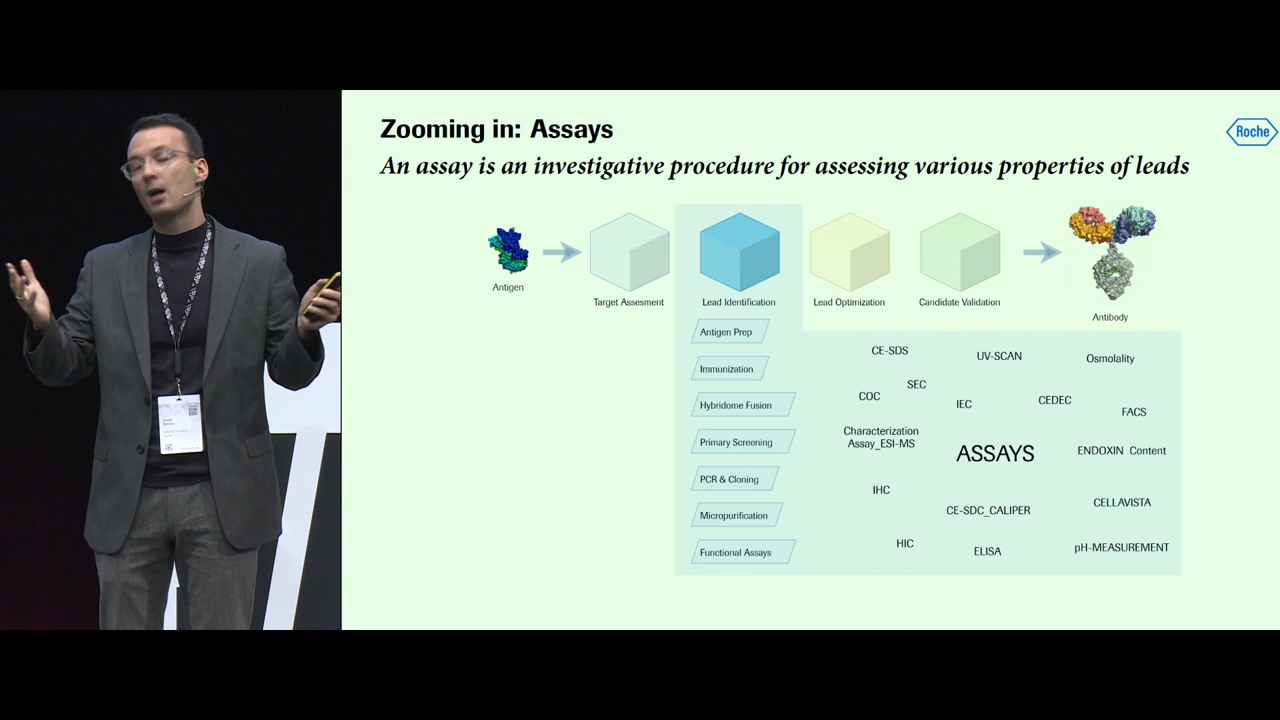 Zooming in: Assays
Roche
An assay is an investigative procedure for assessing various properties of leads
Antigen
Target Assesment
Lead Identification
Lead Optimization
Candidate Validation
Antibody
Antigen Prep
Immunization
Hybridome Fusion
Primary Screening
PCR & Cloning
Micropurification
Functional Assays
CE-SDS
UV-SCAN
Osmolality
SEC
COC
IEC
CEDEC
FACS
Characterization
Assay_ESI-MS
ASSAYS
ENDOXIN Content
IHC
CE-SDC_CALIPER
CELLAVISTA
HIC
ELISA
pH-MEASUREMENT